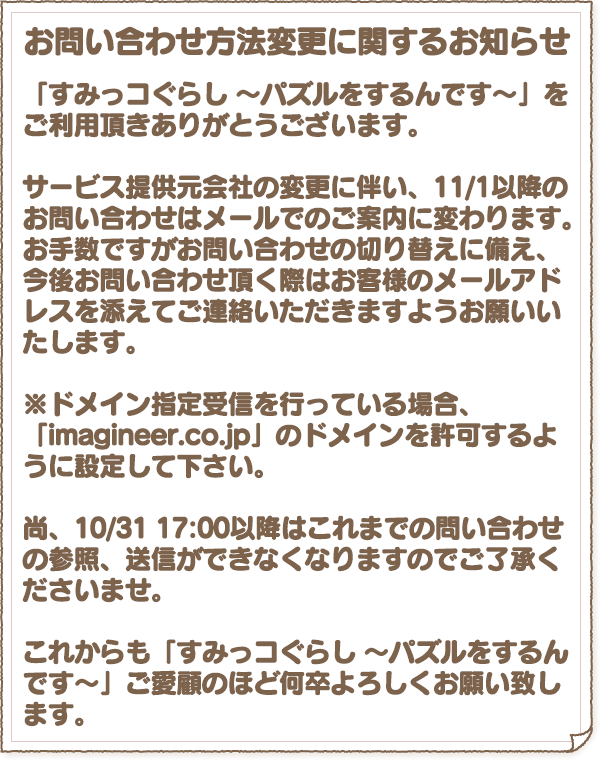 お問い合わせ方法変更に関するお知らせ
「すみっコぐらし ～パズルをするんです～」を
ご利用頂きありがとうございます。
サービス提供元会社の変更に伴い、11/1以降の
お問い合わせはメールでのご案内に変わります。
お手数ですがお問い合わせの切り替えに備え、
今後お問い合わせ頂く際はお客様のメールアド
レスを添えてご連絡いただきますようお願いい
たします。
※ドメイン指定受信を行っている場合、
「imagineer.co.jp」のドメインを許可するよ
うに設定して下さい。
尚、10/31 17:00以降はこれまでの問い合わせ
の参照、送信ができなくなりますのでご了承く
ださいませ。
これからも「すみっコぐらし ～パズルをするん
です～」ご愛顧のほど何卒よろしくお願い致し
ます。